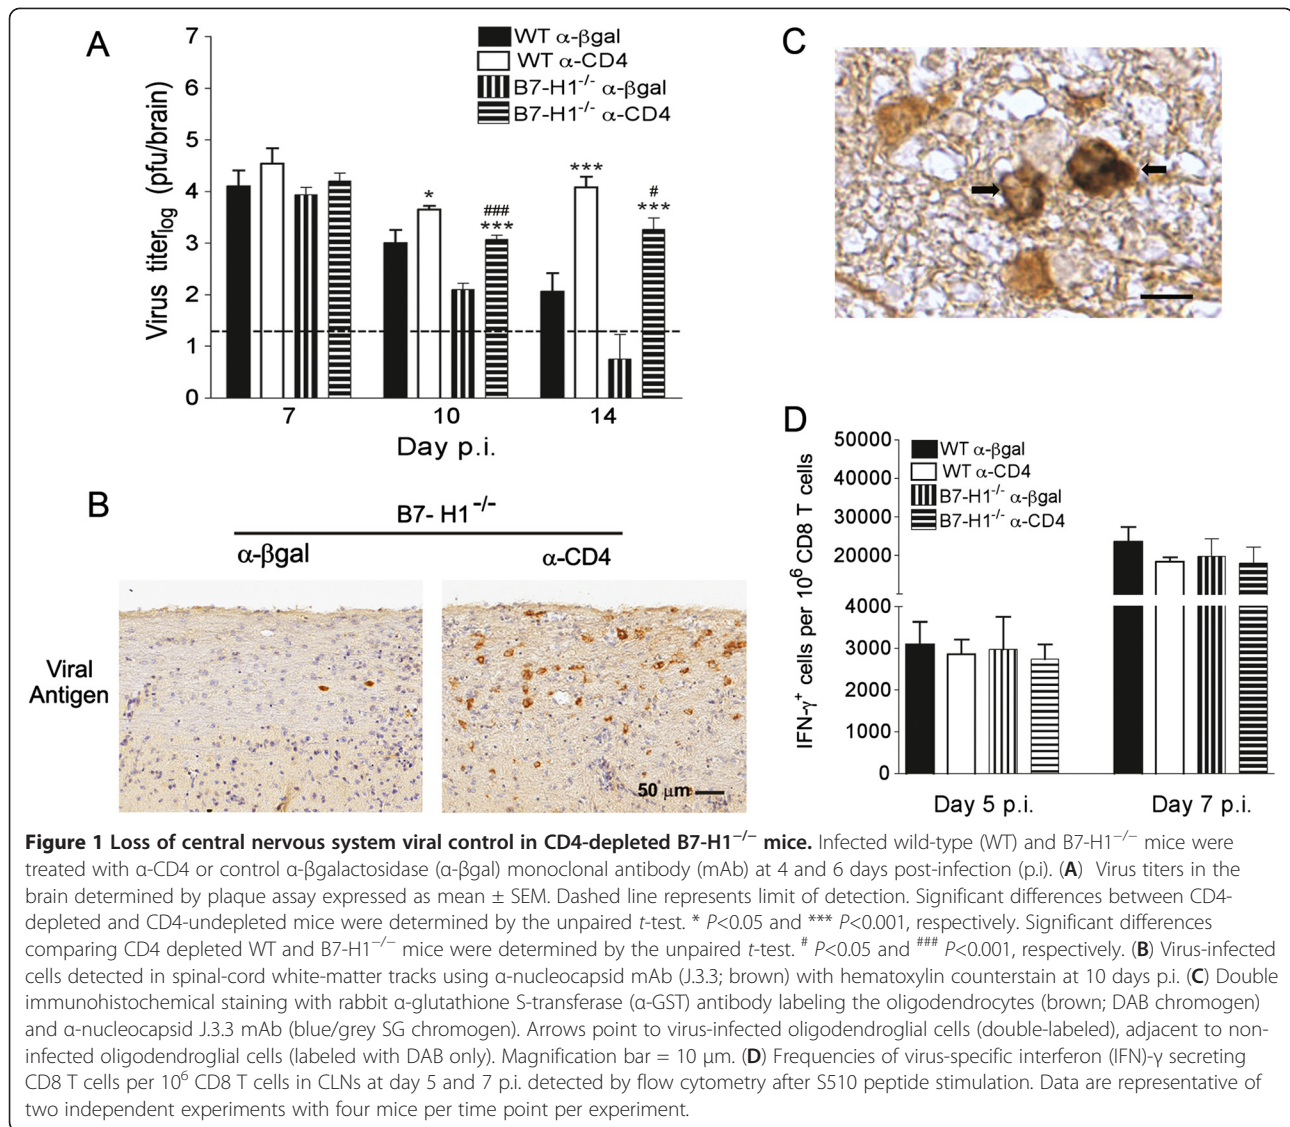 A
Virus titer_log (pfu/brain)
7
6
5
4
3
2
1
0
WT α-βgal
WT α-CD4
B7-H1^-/- α-βgal
B7-H1^-/- α-CD4
*
###
***
***
#
***
7 10 14
Day p.i.
B
B7-H1^-/-
α-βgal α-CD4
Viral
Antigen
50 μm
C
D
IFN-γ^+ cells per 10^6 CD8 T cells
50000
40000
30000
20000
10000
4000
3000
2000
1000
0
WT α-βgal
WT α-CD4
B7-H1^-/- α-βgal
B7-H1^-/- α-CD4
Day 5 p.i. Day 7 p.i.
Figure 1 Loss of central nervous system viral control in CD4-depleted B7-H1−/− mice. Infected wild-type (WT) and B7-H1−/− mice were
treated with α-CD4 or control α-βgalactosidase (α-βgal) monoclonal antibody (mAb) at 4 and 6 days post-infection (p.i). (A) Virus titers in the
brain determined by plaque assay expressed as mean ± SEM. Dashed line represents limit of detection. Significant differences between CD4-
depleted and CD4-undepleted mice were determined by the unpaired t-test. * P<0.05 and *** P<0.001, respectively. Significant differences
comparing CD4 depleted WT and B7-H1−/− mice were determined by the unpaired t-test. # P<0.05 and ### P<0.001, respectively. (B) Virus-infected
cells detected in spinal-cord white-matter tracks using α-nucleocapsid mAb (J.3.3; brown) with hematoxylin counterstain at 10 days p.i. (C) Double
immunohistochemical staining with rabbit α-glutathione S-transferase (α-GST) antibody labeling the oligodendrocytes (brown; DAB chromogen)
and α-nucleocapsid J.3.3 mAb (blue/grey SG chromogen). Arrows point to virus-infected oligodendroglial cells (double-labeled), adjacent to non-
infected oligodendroglial cells (labeled with DAB only). Magnification bar = 10 μm. (D) Frequencies of virus-specific interferon (IFN)-γ secreting
CD8 T cells per 10^6 CD8 T cells in CLNs at day 5 and 7 p.i. detected by flow cytometry after S510 peptide stimulation. Data are representative of
two independent experiments with four mice per time point per experiment.